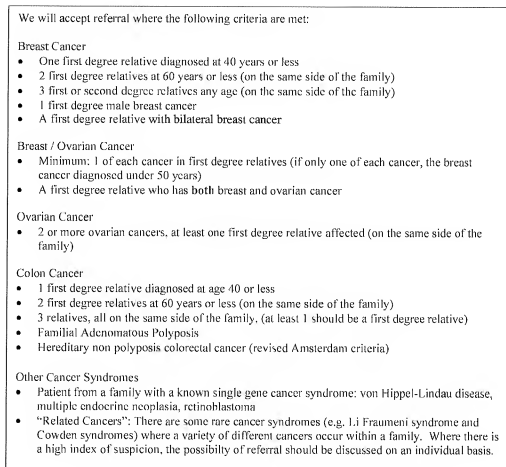 We will accept referral where the following criteria are met:
Breast Cancer
• One first degree relative diagnosed at 40 years or less
• 2 first degree relatives at 60 years or less (on the same side of the family)
• 3 first or second degree relatives any age (on the same side of the family)
• 1 first degree male breast cancer
• A first degree relative with bilateral breast cancer
Breast / Ovarian Cancer
• Minimum: 1 of each cancer in first degree relatives (if only one of each cancer, the breast
cancer diagnosed under 50 years)
• A first degree relative who has both breast and ovarian cancer
Ovarian Cancer
• 2 or more ovarian cancers, at least one first degree relative affected (on the same side of the
family)
Colon Cancer
• 1 first degree relative diagnosed at age 40 or less
• 2 first degree relatives at 60 years or less (on the same side of the family)
• 3 relatives, all on the same side of the family, (at least 1 should be a first degree relative)
• Familial Adenomatous Polyposis
• Hereditary non polyposis colorectal cancer (revised Amsterdam criteria)
Other Cancer Syndromes
• Patient from a family with a known single gene cancer syndrome: von Hippel-Lindau disease,
multiple endocrine neoplasia, retinoblastoma
• "Related Cancers": There are some rare cancer syndromes (e.g. Li Fraumeni syndrome and
Cowden syndromes) where a variety of different cancers occur within a family. Where there is
a high index of suspicion, the possibilty of referral should be discussed on an individual basis.